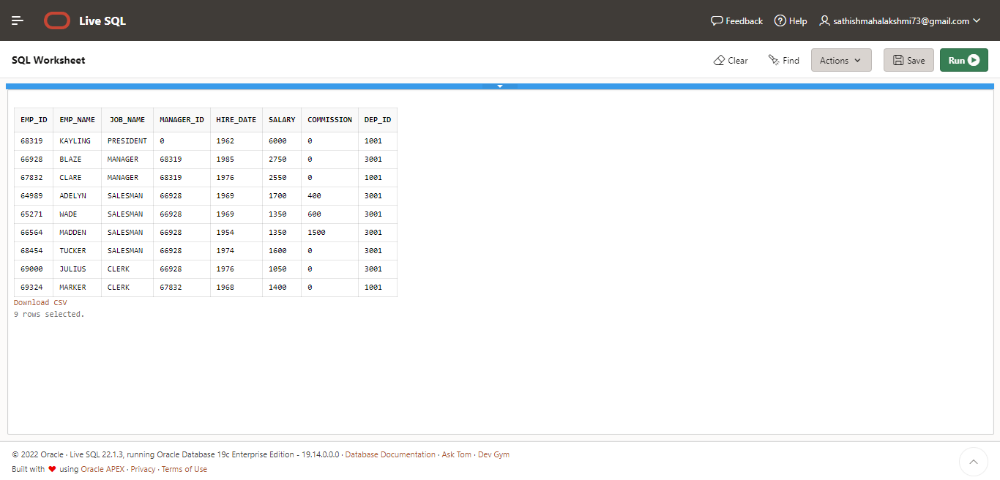 Live SQL Feedback Help sathishmahalakshmi73@gmail.com
SQL Worksheet Clear Find Actions Save Run
EMP_ID EMP_NAME JOB_NAME MANAGER_ID HIRE_DATE SALARY COMMISSION DEP_ID
68319 KAYLING PRESIDENT 0 1962 6000 0 1001
66928 BLAZE MANAGER 68319 1985 2750 0 3001
67832 CLARE MANAGER 68319 1976 2550 0 1001
64989 ADELYN SALESMAN 66928 1969 1700 400 3001
65271 WADE SALESMAN 66928 1969 1350 600 3001
66564 MADDEN SALESMAN 66928 1954 1350 1500 3001
68454 TUCKER SALESMAN 66928 1974 1600 0 3001
69000 JULIUS CLERK 66928 1976 1050 0 3001
69324 MARKER CLERK 67832 1968 1400 0 1001
Download CSV
9 rows selected.
© 2022 Oracle · Live SQL 22.1.3, running Oracle Database 19c Enterprise Edition - 19.14.0.0.0 · Database Documentation · Ask Tom · Dev Gym
Built with ❤ using Oracle APEX · Privacy · Terms of Use